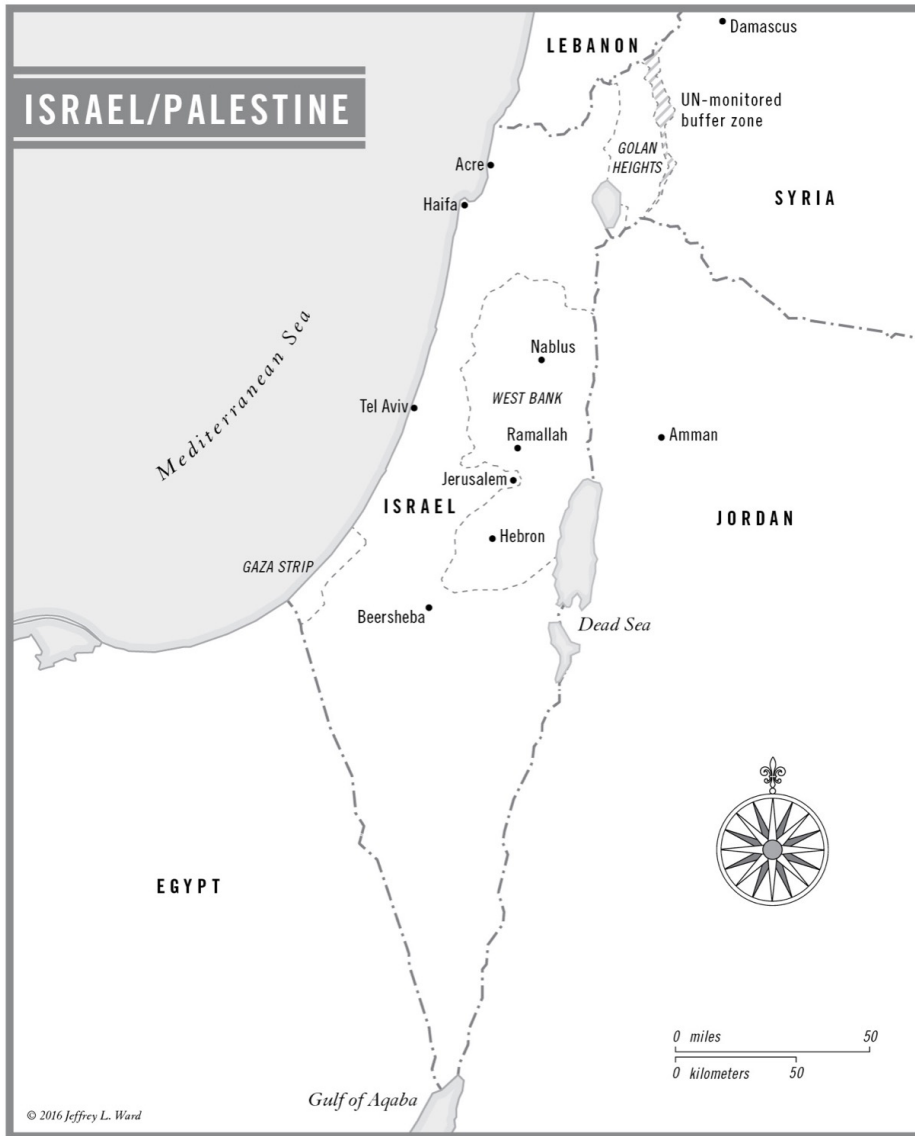 Damascus
LEBANON
ISRAEL/PALESTINE
UN-monitored
buffer zone
GOLAN
HEIGHTS
Acre
SYRIA
Haifa
Mediterranean Sea
Nablus
WEST BANK
Tel Aviv
Ramallah
Amman
Jerusalem
ISRAEL
JORDAN
Hebron
GAZA STRIP
Beersheba
Dead Sea
EGYPT
0 miles 50
0 kilometers 50
Gulf of Aqaba
© 2016 Jeffrey L. Ward